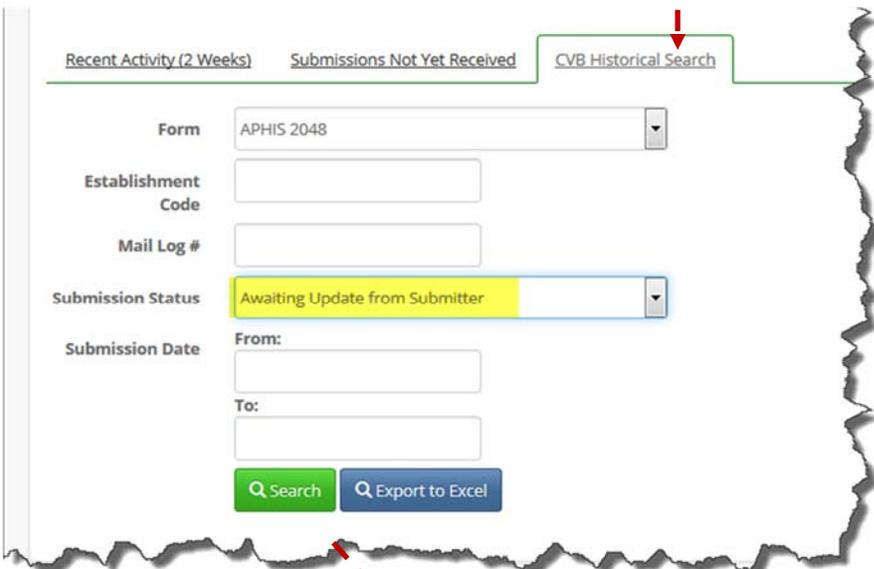 Recent Activity (2 Weeks) Submissions Not Yet Received CVB Historical Search
Form APHIS 2048
Establishment
Code
Mail Log #
Submission Status Awaiting Update from Submitter
Submission Date From:
To:
Search Export to Excel